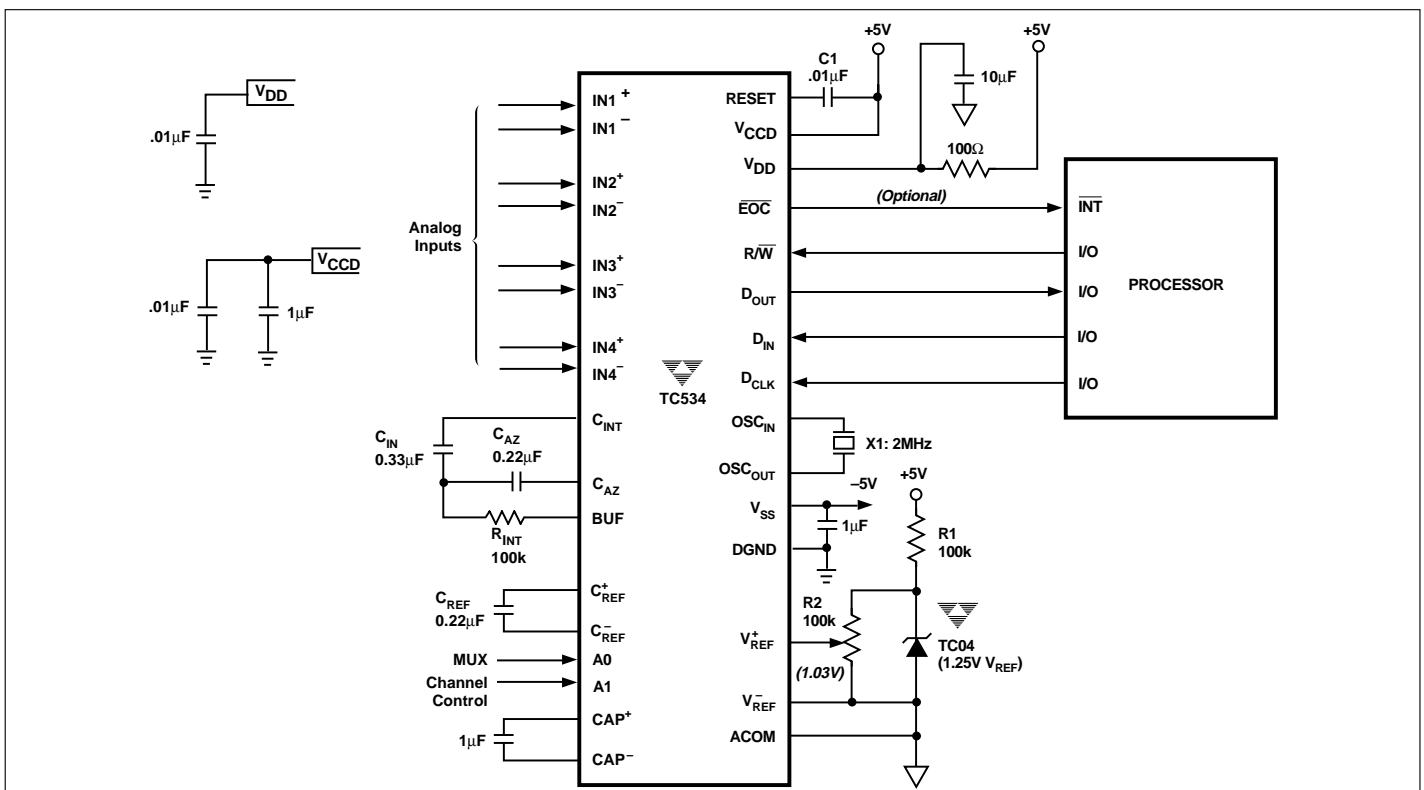 VDD
.01µF
VCCD
.01µF
1µF
Analog
Inputs
IN1+
IN1–
IN2+
IN2–
IN3+
IN3–
IN4+
IN4–
TC534
CINT
CIN
0.33µF
CAZ
0.22µF
CAZ
BUF
RINT
100k
C+REF
CREF
0.22µF
C–REF
MUX
A0
Channel
Control
A1
CAP+
1µF
CAP–
C1
.01µF
+5V
+5V
10µF
RESET
VCCD
100Ω
VDD
(Optional)
EOC
INT
R/W
I/O
DOUT
I/O
PROCESSOR
DIN
I/O
DCLK
I/O
OSCIN
X1: 2MHz
OSCOUT
+5V
–5V
VSS
1µF
DGND
R1
100k
R2
100k
V+REF
(1.03V)
TC04
(1.25V VREF)
V–REF
ACOM